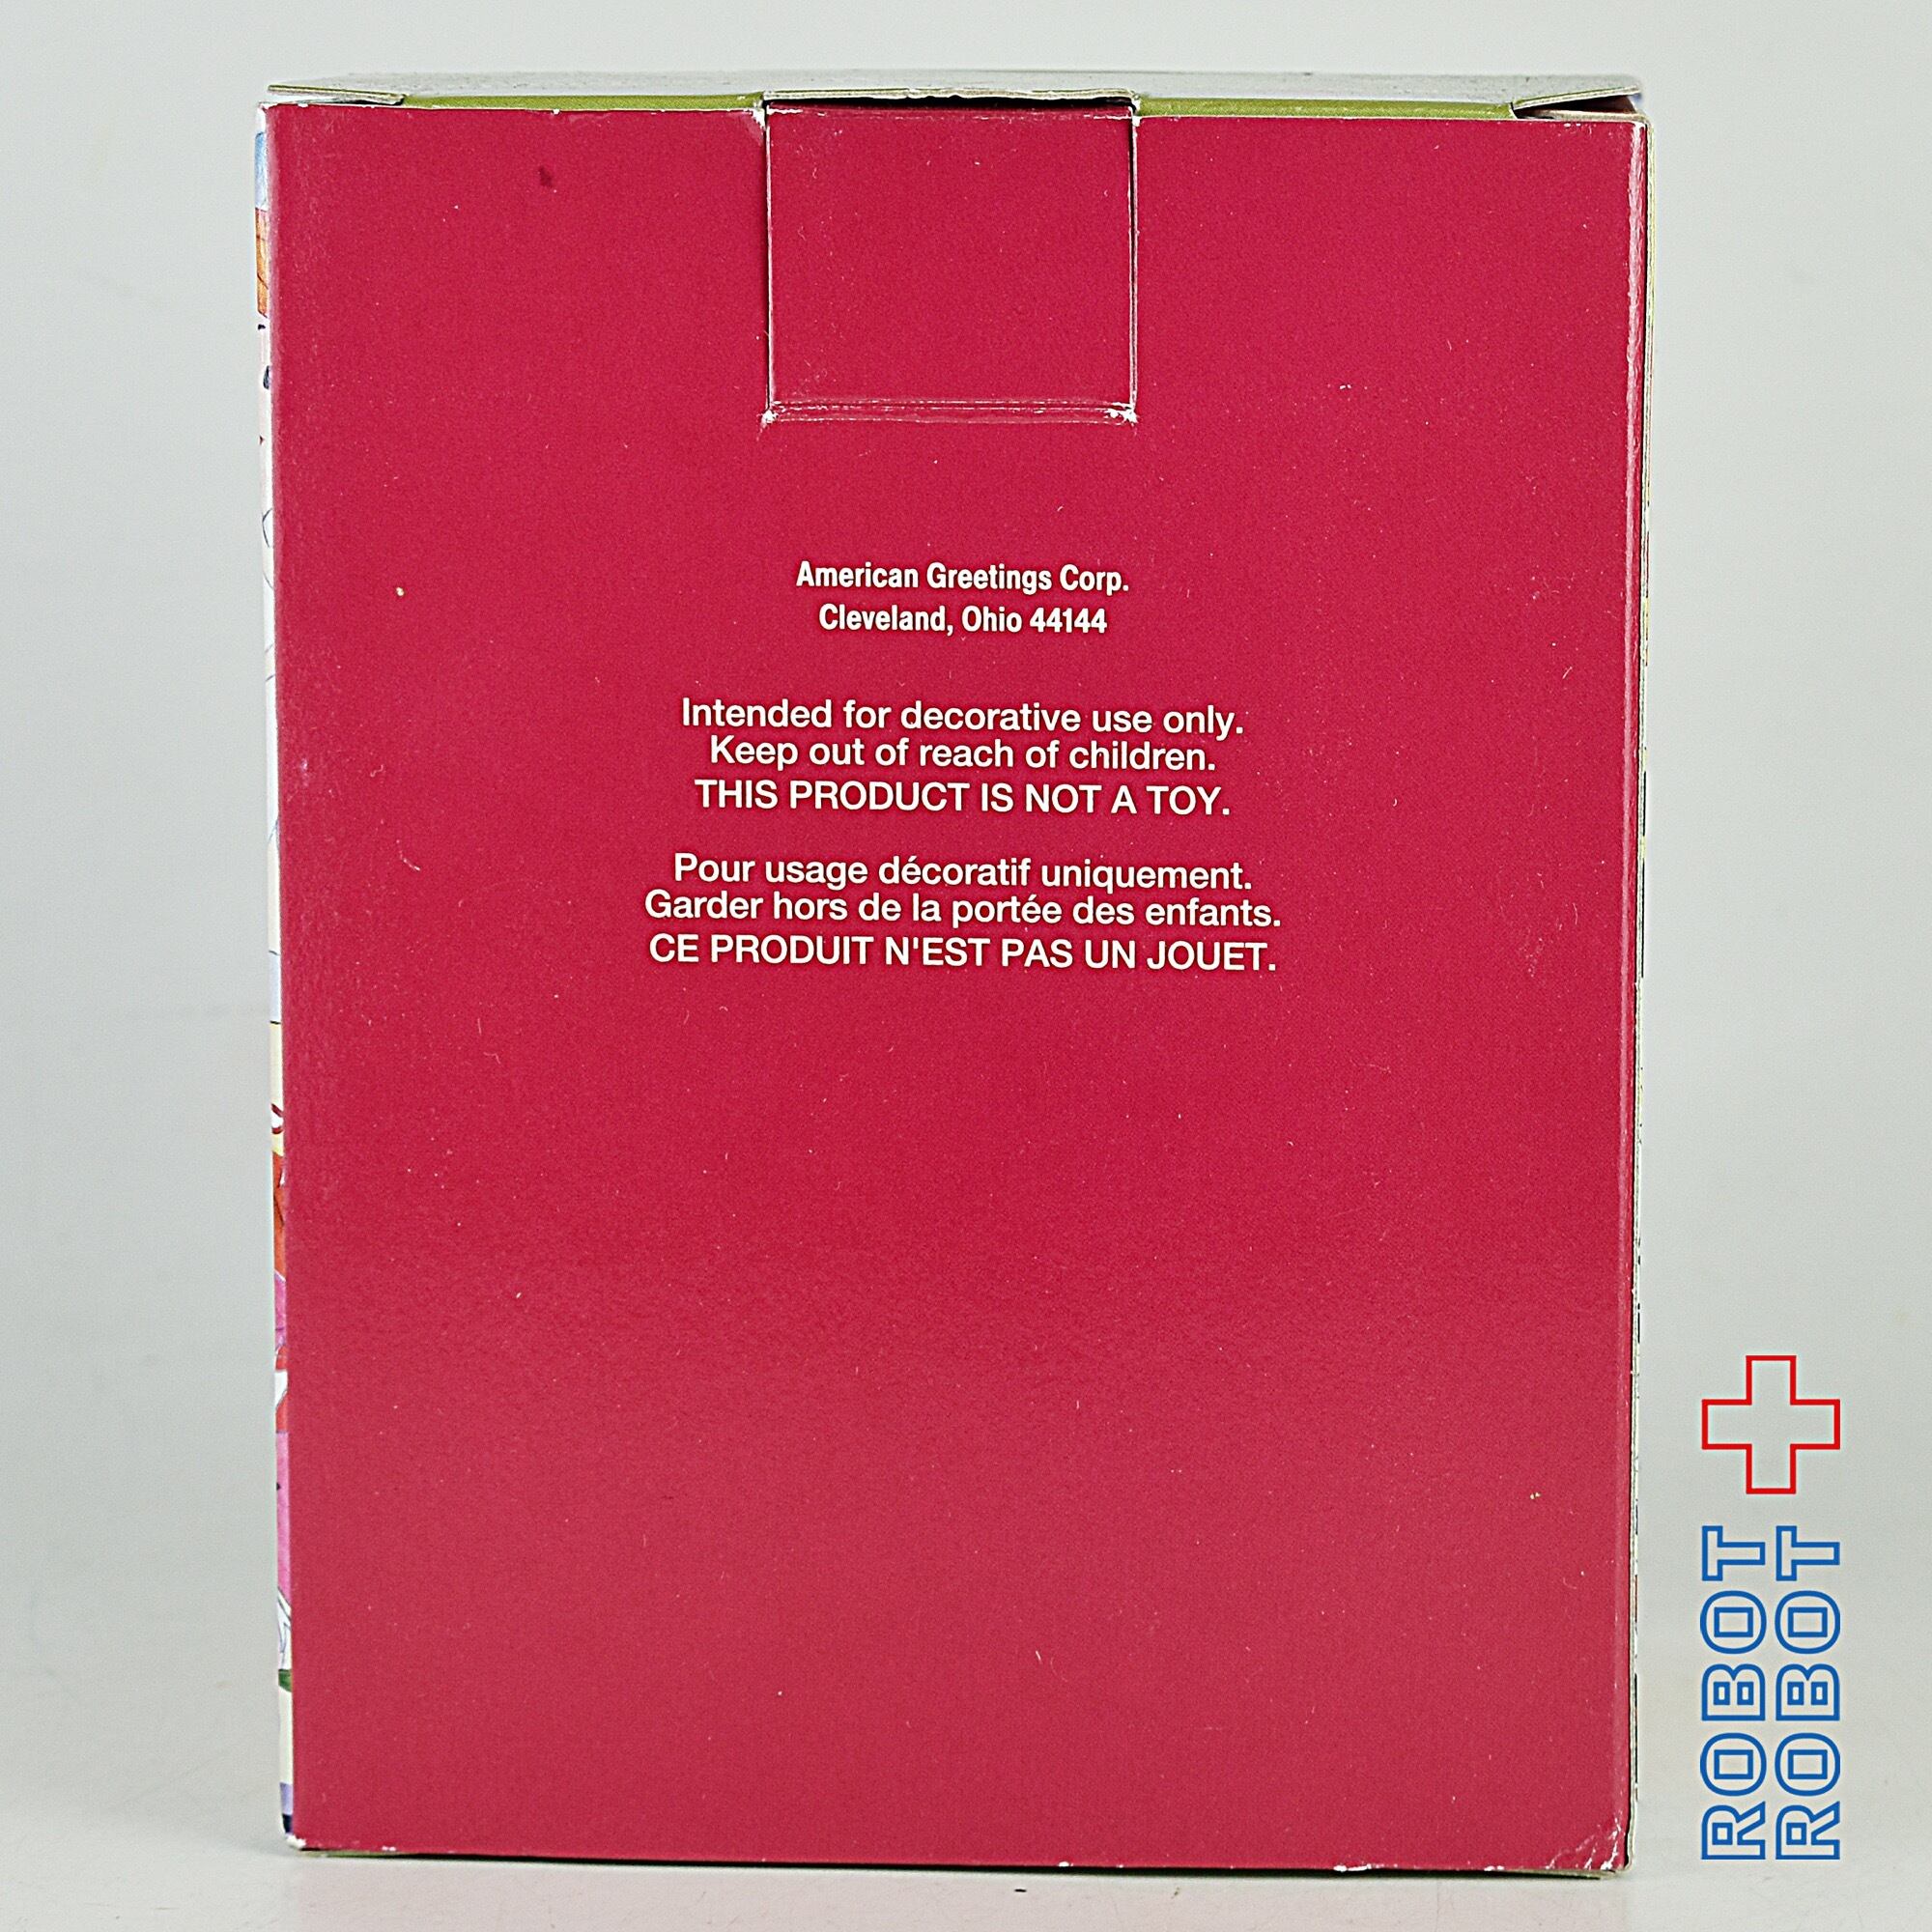 American Greetings Corp.
Cleveland, Ohio 44144
Intended for decorative use only.
Keep out of reach of children.
THIS PRODUCT IS NOT A TOY.
Pour usage décoratif uniquement.
Garder hors de la portée des enfants.
CE PRODUIT N'EST PAS UN JOUET.
ROBOT
ROBOT